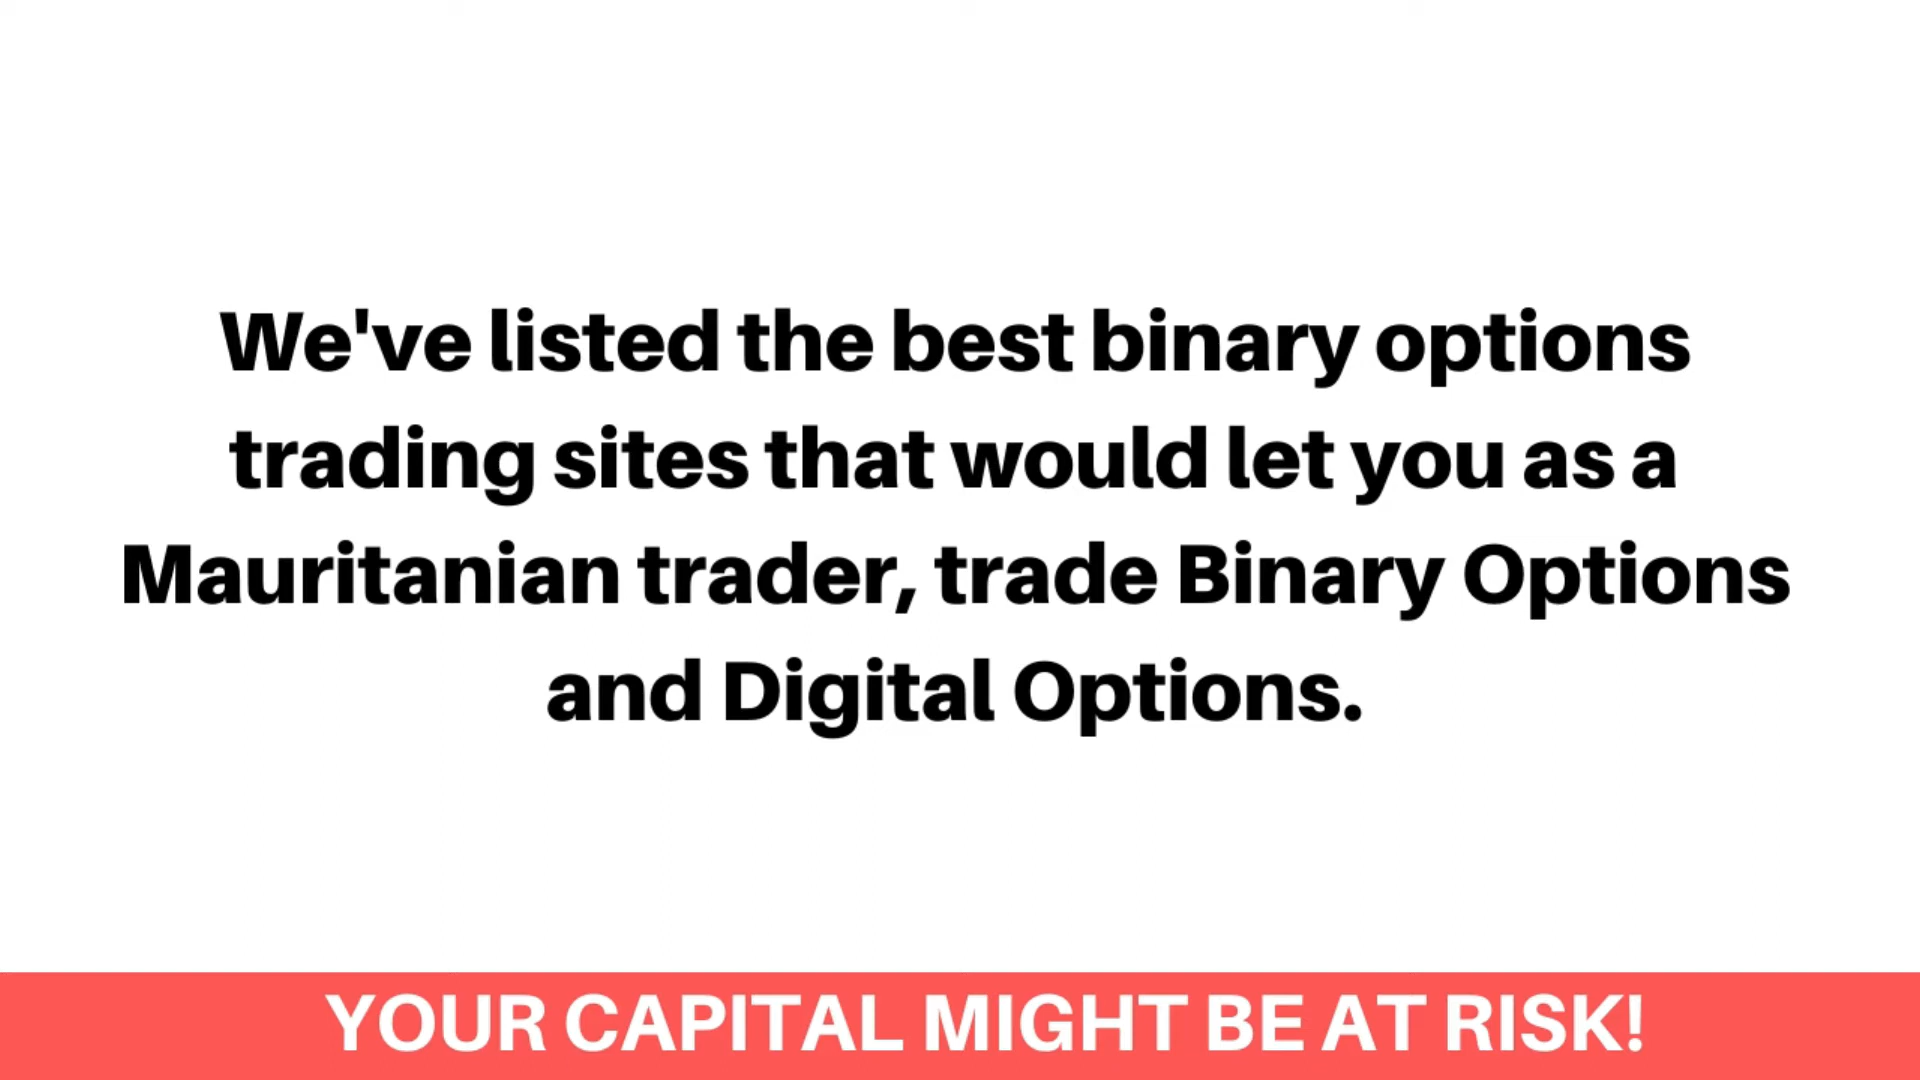 We've listed the best binary options
trading sites that would let you as a
Mauritanian trader, trade Binary Options
and Digital Options.
YOUR CAPITAL MIGHT BE AT RISK!